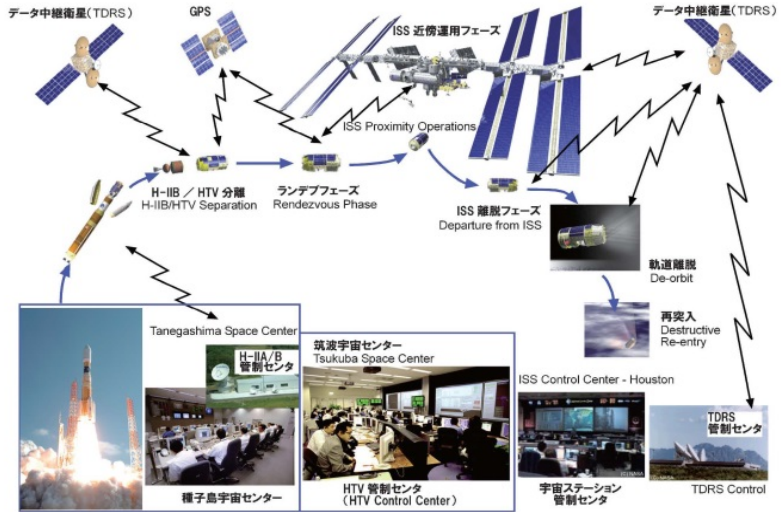 データ中継衛星(TDRS)
GPS
ISS 近傍運用フェーズ
データ中継衛星(TDRS)
ISS Proximity Operations
H-IIB / HTV 分離
H-IIB/HTV Separation
ランデブフェーズ
Rendezvous Phase
ISS 離脱フェーズ
Departure from ISS
軌道離脱
De-orbit
再突入
Destructive
Re-entry
Tanegashima Space Center
H-IIA/B
管制センタ
種子島宇宙センター
筑波宇宙センター
Tsukuba Space Center
HTV 管制センタ
(HTV Control Center)
ISS Control Center - Houston
(C)NASA
宇宙ステーション
管制センタ
TDRS
管制センタ
TDRS Control